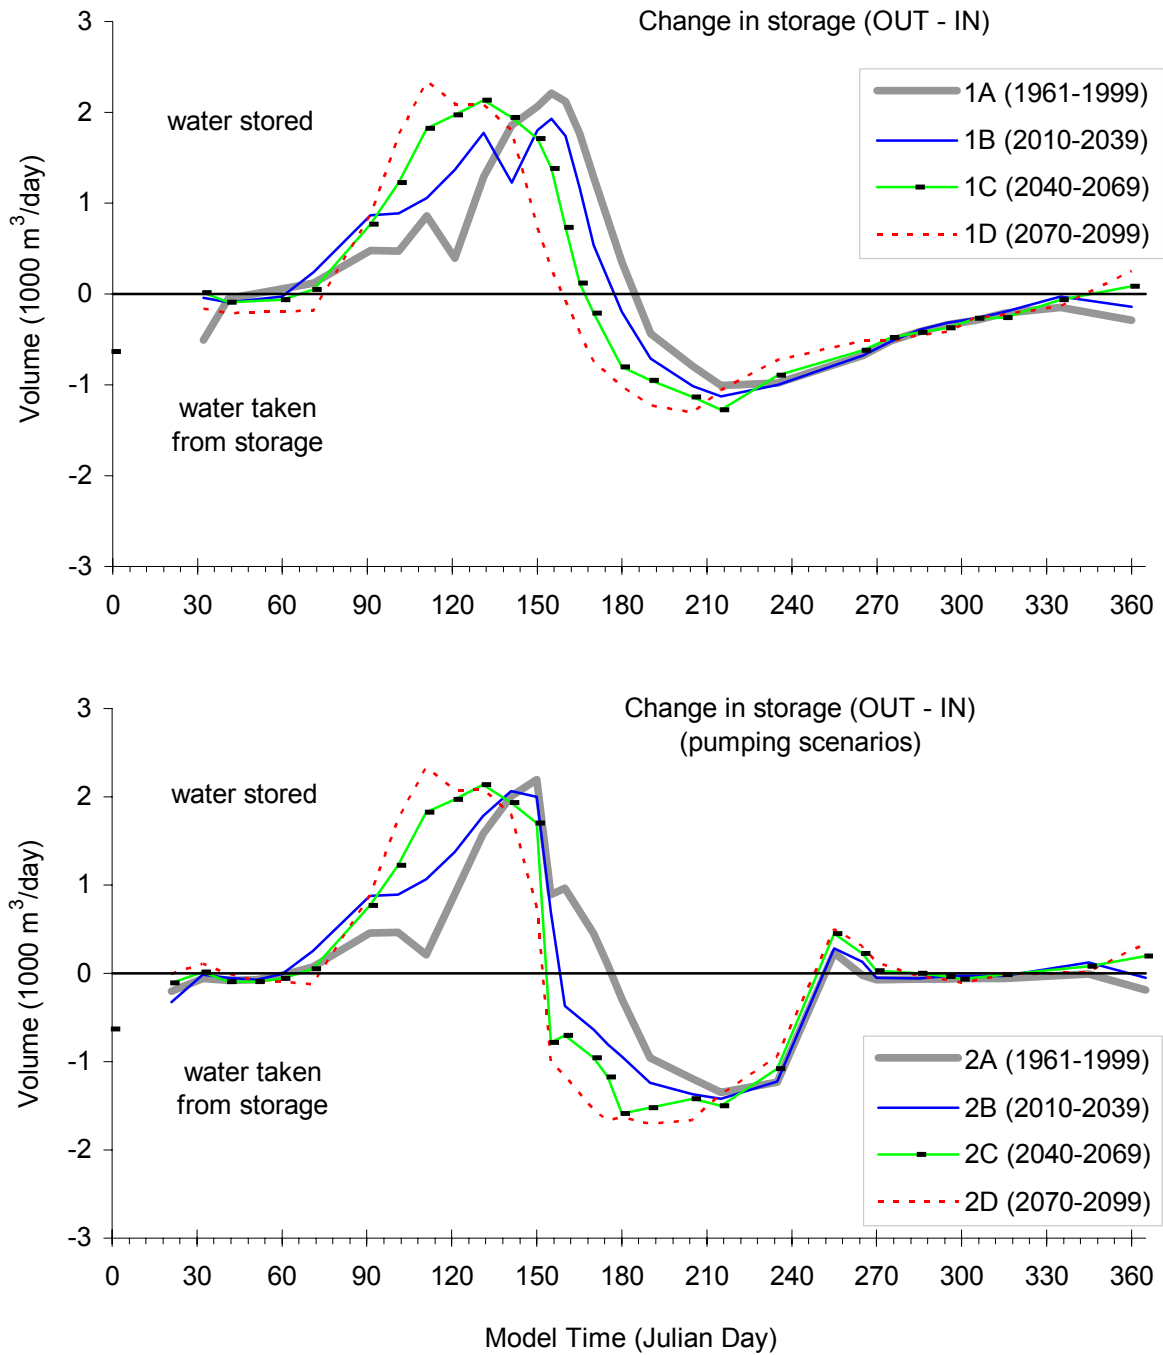 Change in storage (OUT - IN)
3
2
1
0
-1
-2
-3
Volume (1000 m³/day)
water stored
water taken
from storage
1A (1961-1999)
1B (2010-2039)
1C (2040-2069)
1D (2070-2099)
0 30 60 90 120 150 180 210 240 270 300 330 360
Change in storage (OUT - IN)
(pumping scenarios)
3
2
1
0
-1
-2
-3
Volume (1000 m³/day)
water stored
water taken
from storage
2A (1961-1999)
2B (2010-2039)
2C (2040-2069)
2D (2070-2099)
0 30 60 90 120 150 180 210 240 270 300 330 360
Model Time (Julian Day)